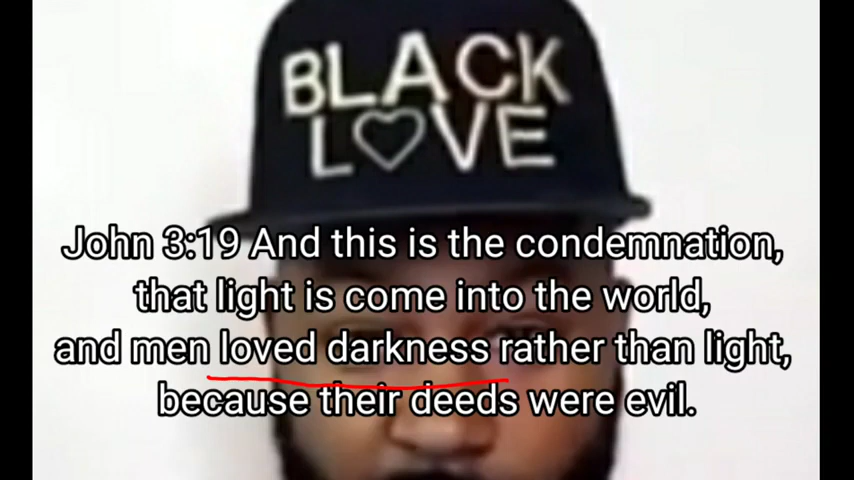 BLACK
L♡VE
John 3:19 And this is the condemnation,
that light is come into the world,
and men loved darkness rather than light,
because their deeds were evil.